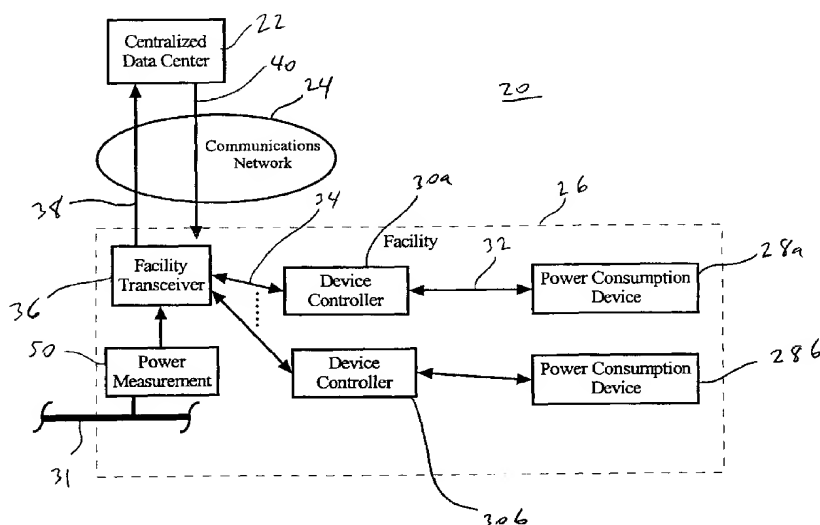 Centralized
Data Center
22
40
24
20
Communications
Network
38
34
30a
26
Facility
32
28a
Facility
Transceiver
36
Device
Controller
Power Consumption
Device
50
Power
Measurement
Device
Controller
Power Consumption
Device
28b
31
30b